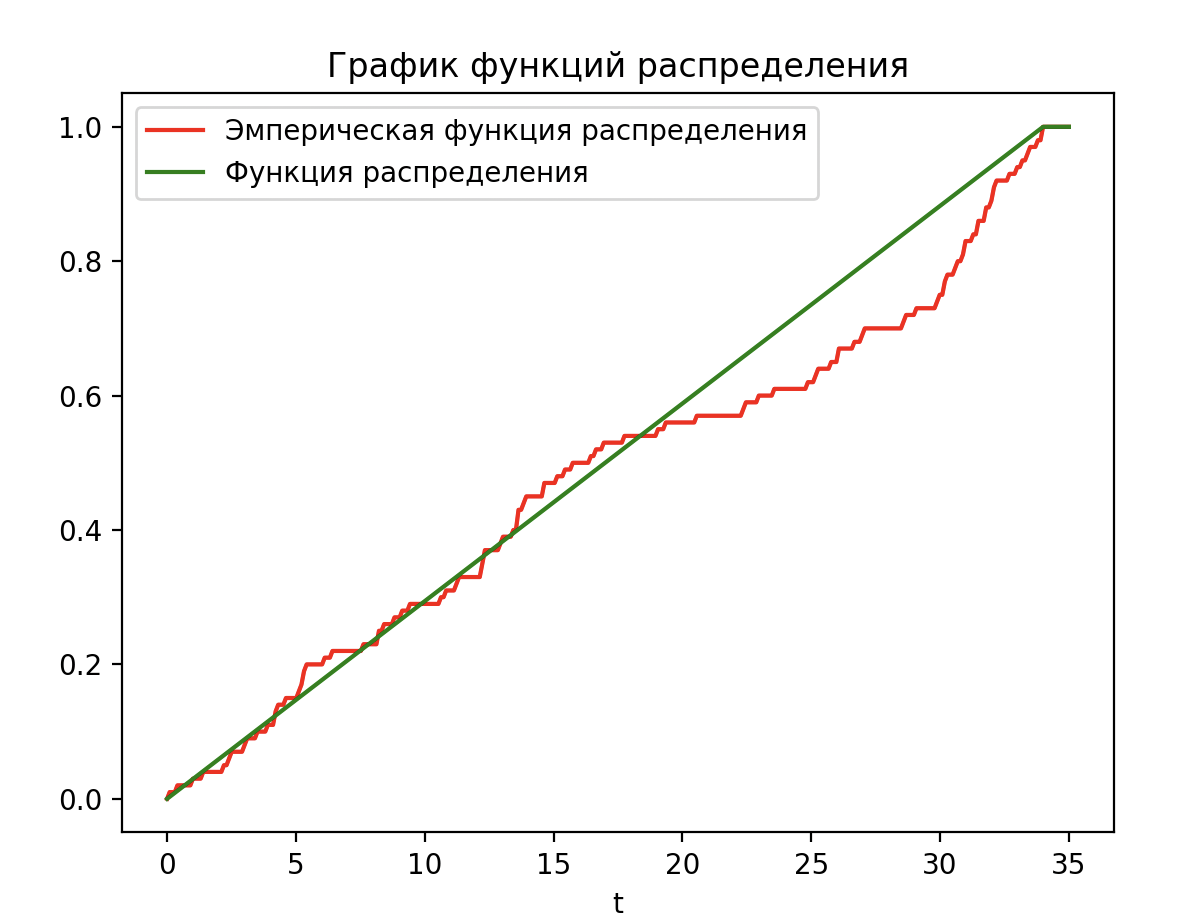 График функций распределения
Эмперическая функция распределения
Функция распределения
1.0
0.8
0.6
0.4
0.2
0.0
0 5 10 15 20 25 30 35
t